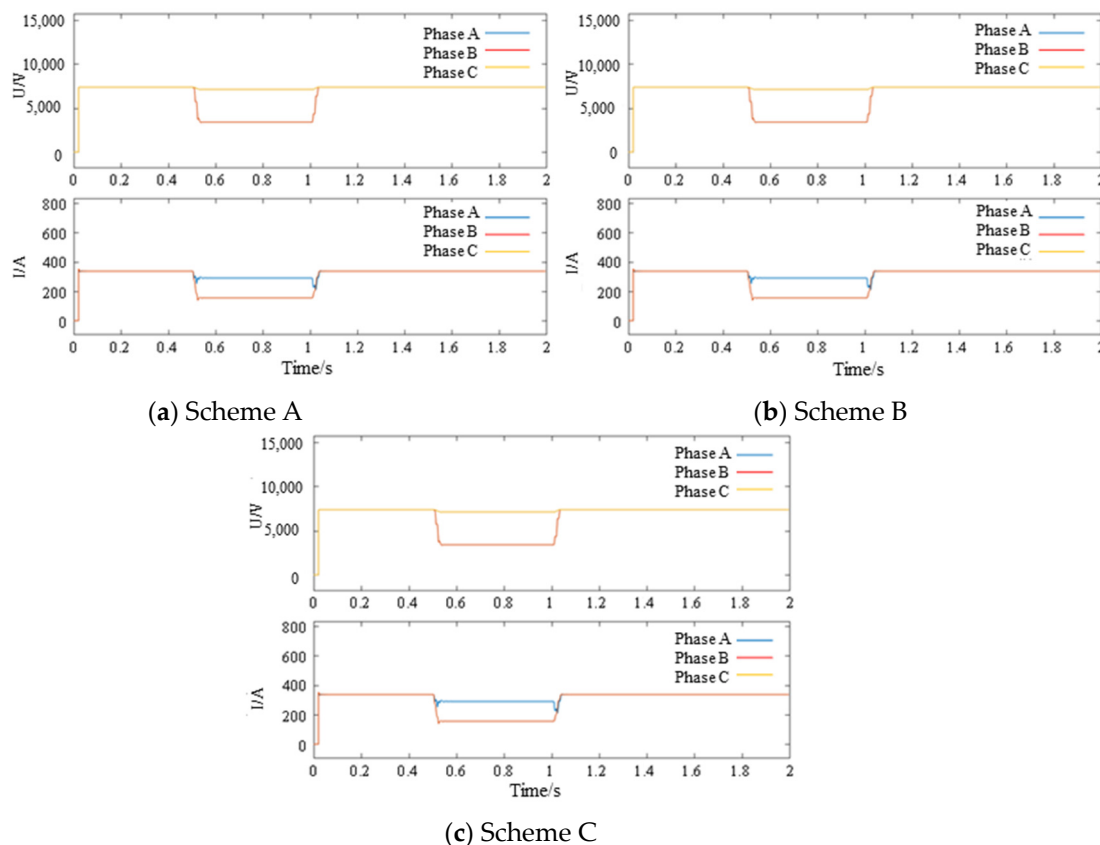 15,000
10,000
5,000
0
U/V
Phase A
Phase B
Phase C
0 0.2 0.4 0.6 0.8 1 1.2 1.4 1.6 1.8 2
800
600
400
200
0
I/A
Phase A
Phase B
Phase C
0 0.2 0.4 0.6 0.8 1 1.2 1.4 1.6 1.8 2
Time/s
(a) Scheme A
15,000
10,000
5,000
0
U/V
Phase A
Phase B
Phase C
0 0.2 0.4 0.6 0.8 1 1.2 1.4 1.6 1.8 2
800
600
400
200
0
I/A
Phase A
Phase B
Phase C
0 0.2 0.4 0.6 0.8 1 1.2 1.4 1.6 1.8 2
Time/s
(b) Scheme B
15,000
10,000
5,000
0
U/V
Phase A
Phase B
Phase C
0 0.2 0.4 0.6 0.8 1 1.2 1.4 1.6 1.8 2
800
600
400
200
0
I/A
Phase A
Phase B
Phase C
0 0.2 0.4 0.6 0.8 1 1.2 1.4 1.6 1.8 2
Time/s
(c) Scheme C